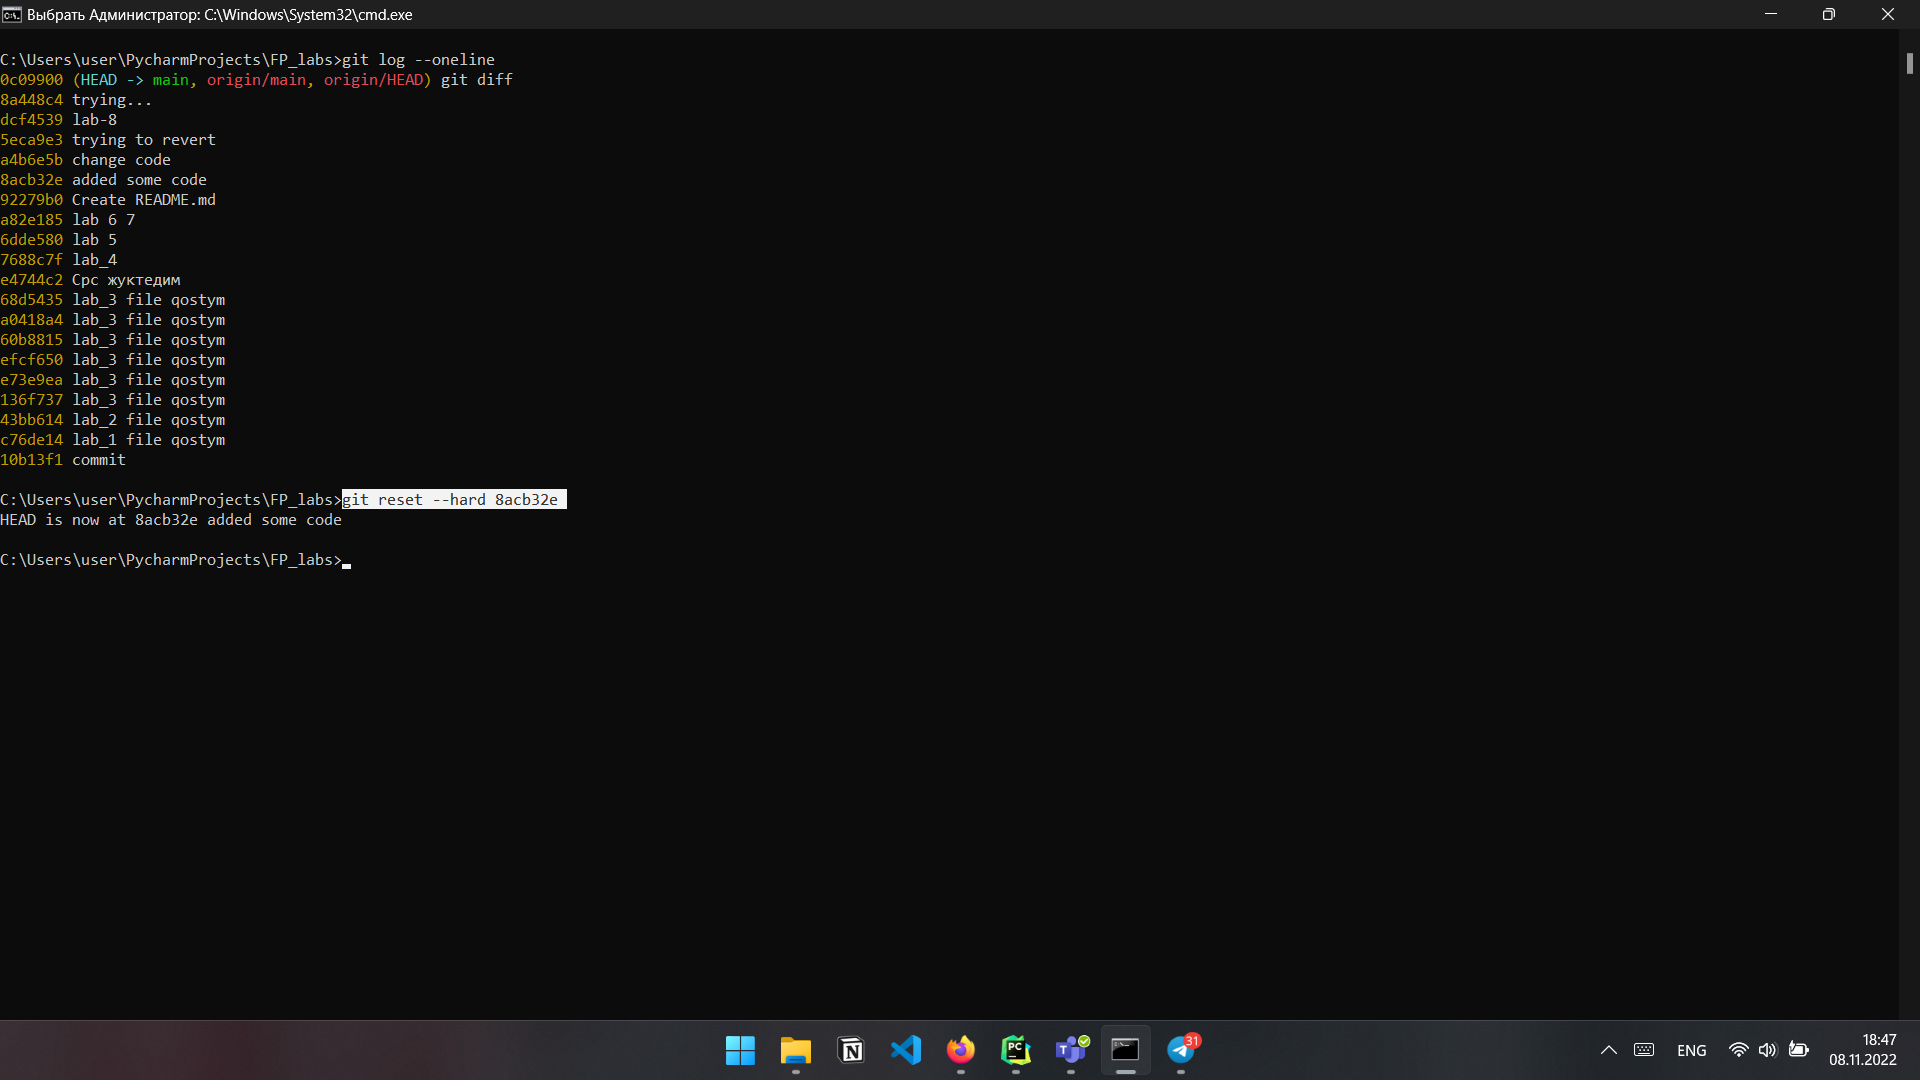 Выбрать Администратор: C:\Windows\System32\cmd.exe
C:\Users\user\PycharmProjects\FP_labs>git log --oneline
0c09900 (HEAD -> main, origin/main, origin/HEAD) git diff
8a448c4 trying...
dcf4539 lab-8
5eca9e3 trying to revert
a4b6e5b change code
8acb32e added some code
92279b0 Create README.md
a82e185 lab 6 7
6dde580 lab 5
7688c7f lab_4
e4744c2 Срс жуктедим
68d5435 lab_3 file qostym
a0418a4 lab_3 file qostym
60b8815 lab_3 file qostym
efcf650 lab_3 file qostym
e73e9ea lab_3 file qostym
136f737 lab_3 file qostym
43bb614 lab_2 file qostym
c76de14 lab_1 file qostym
10b13f1 commit
C:\Users\user\PycharmProjects\FP_labs>git reset --hard 8acb32e
HEAD is now at 8acb32e added some code
C:\Users\user\PycharmProjects\FP_labs>
PC
31
ENG
18:47
08.11.2022